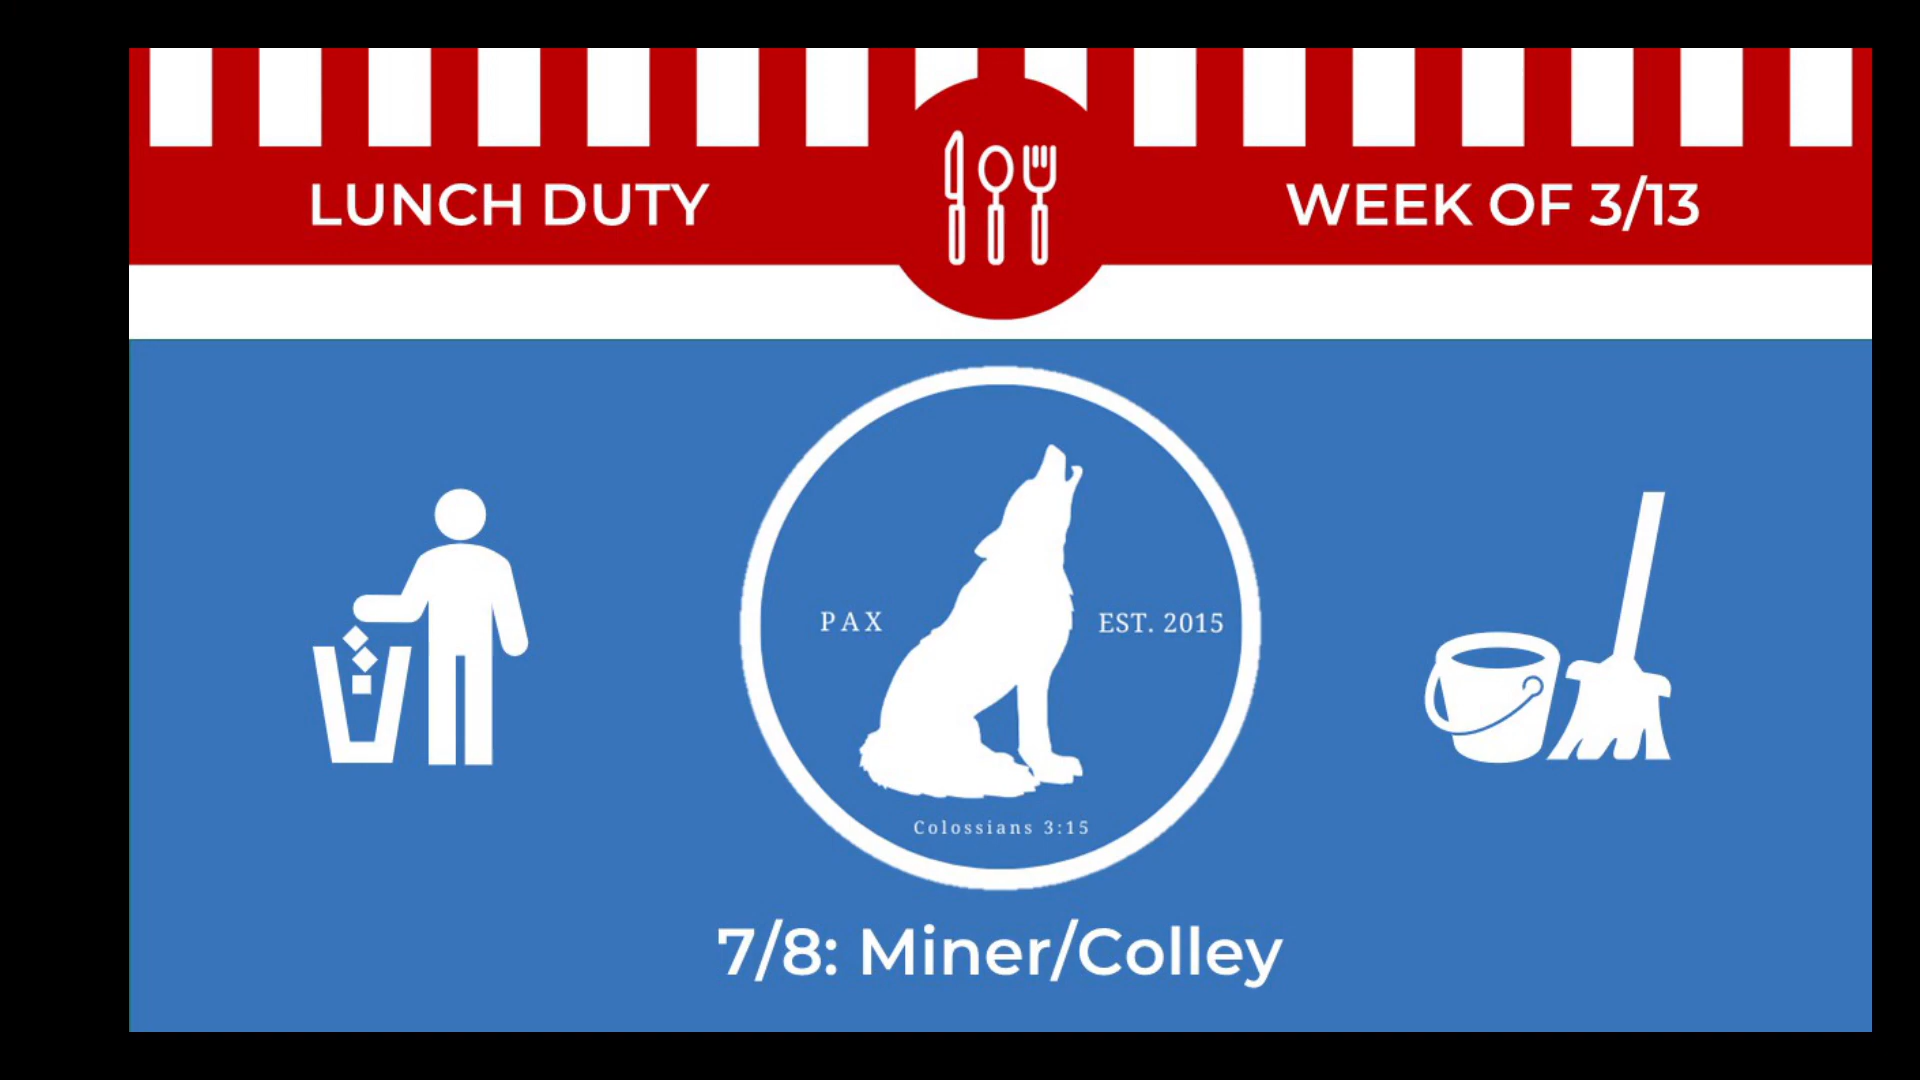 LUNCH DUTY
WEEK OF 3/13
PAX
EST. 2015
Colossians 3:15
7/8: Miner/Colley